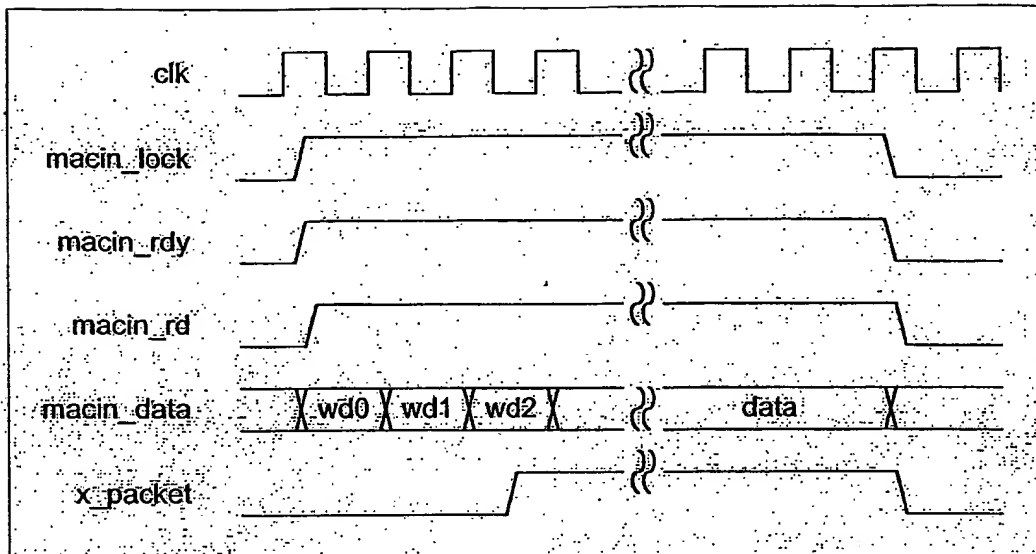 clk
macin_lock
macin_rdy
macin_rd
macin_data wd0 wd1 wd2 data
x_packet